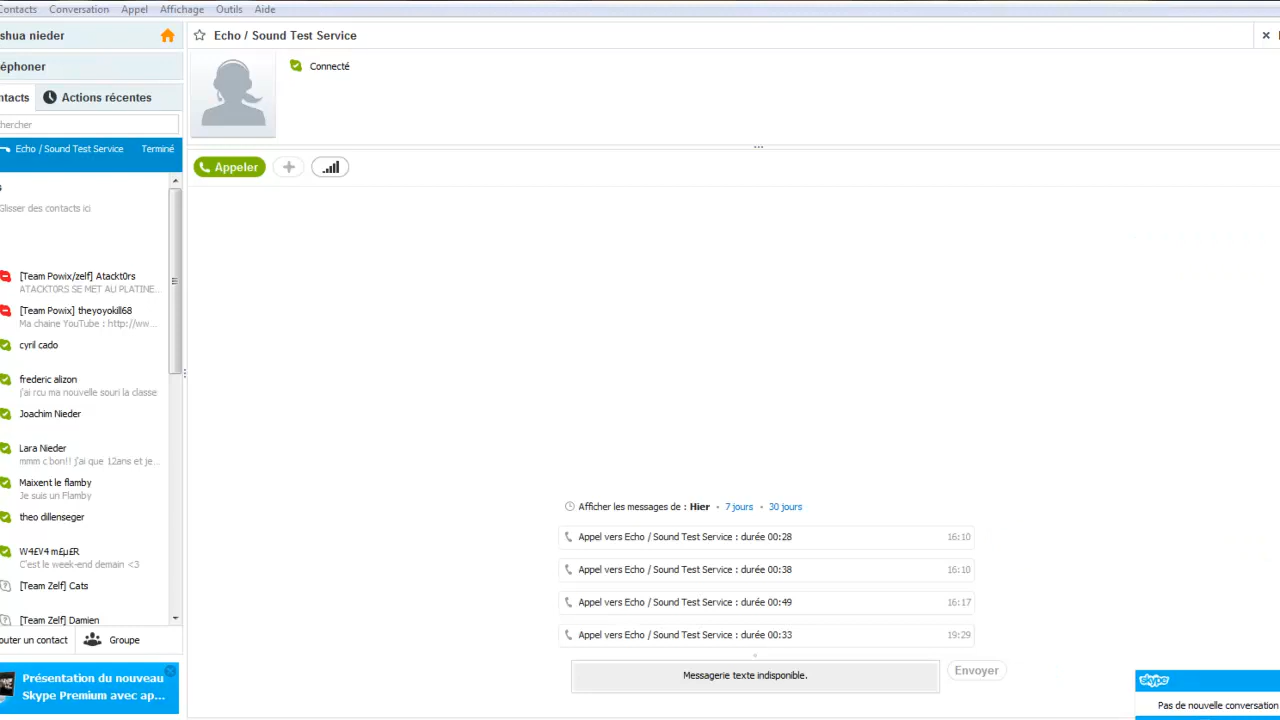 Contacts Conversation Appel Affichage Outils Aide
shua nieder
Echo / Sound Test Service
Connecté
éphoner
ntacts
Actions récentes
hercher
Echo / Sound Test Service Terminé
Appeler
s
Glisser des contacts ici
[Team Powix/zelf] Atackt0rs
ATACKT0RS SE MET AU PLATINE...
[Team Powix] theyoyokill68
Ma chaine YouTube : http://ww...
cyril cado
frederic alizon
j'ai rcu ma nouvelle souri la classe
Joachim Nieder
Lara Nieder
mmm c bon!! j'ai que 12ans et je...
Maixent le flamby
Je suis un Flamby
theo dillenseger
W4£V4 m£µ£R
C'est le week-end demain <3
[Team Zelf] Cats
[Team Zelf] Damien
outer un contact
Groupe
Présentation du nouveau
Skype Premium avec ap...
Afficher les messages de : Hier • 7 jours • 30 jours
Appel vers Echo / Sound Test Service : durée 00:28 16:10
Appel vers Echo / Sound Test Service : durée 00:38 16:10
Appel vers Echo / Sound Test Service : durée 00:49 16:17
Appel vers Echo / Sound Test Service : durée 00:33 19:29
Messagerie texte indisponible.
Envoyer
skype
Pas de nouvelle conversation